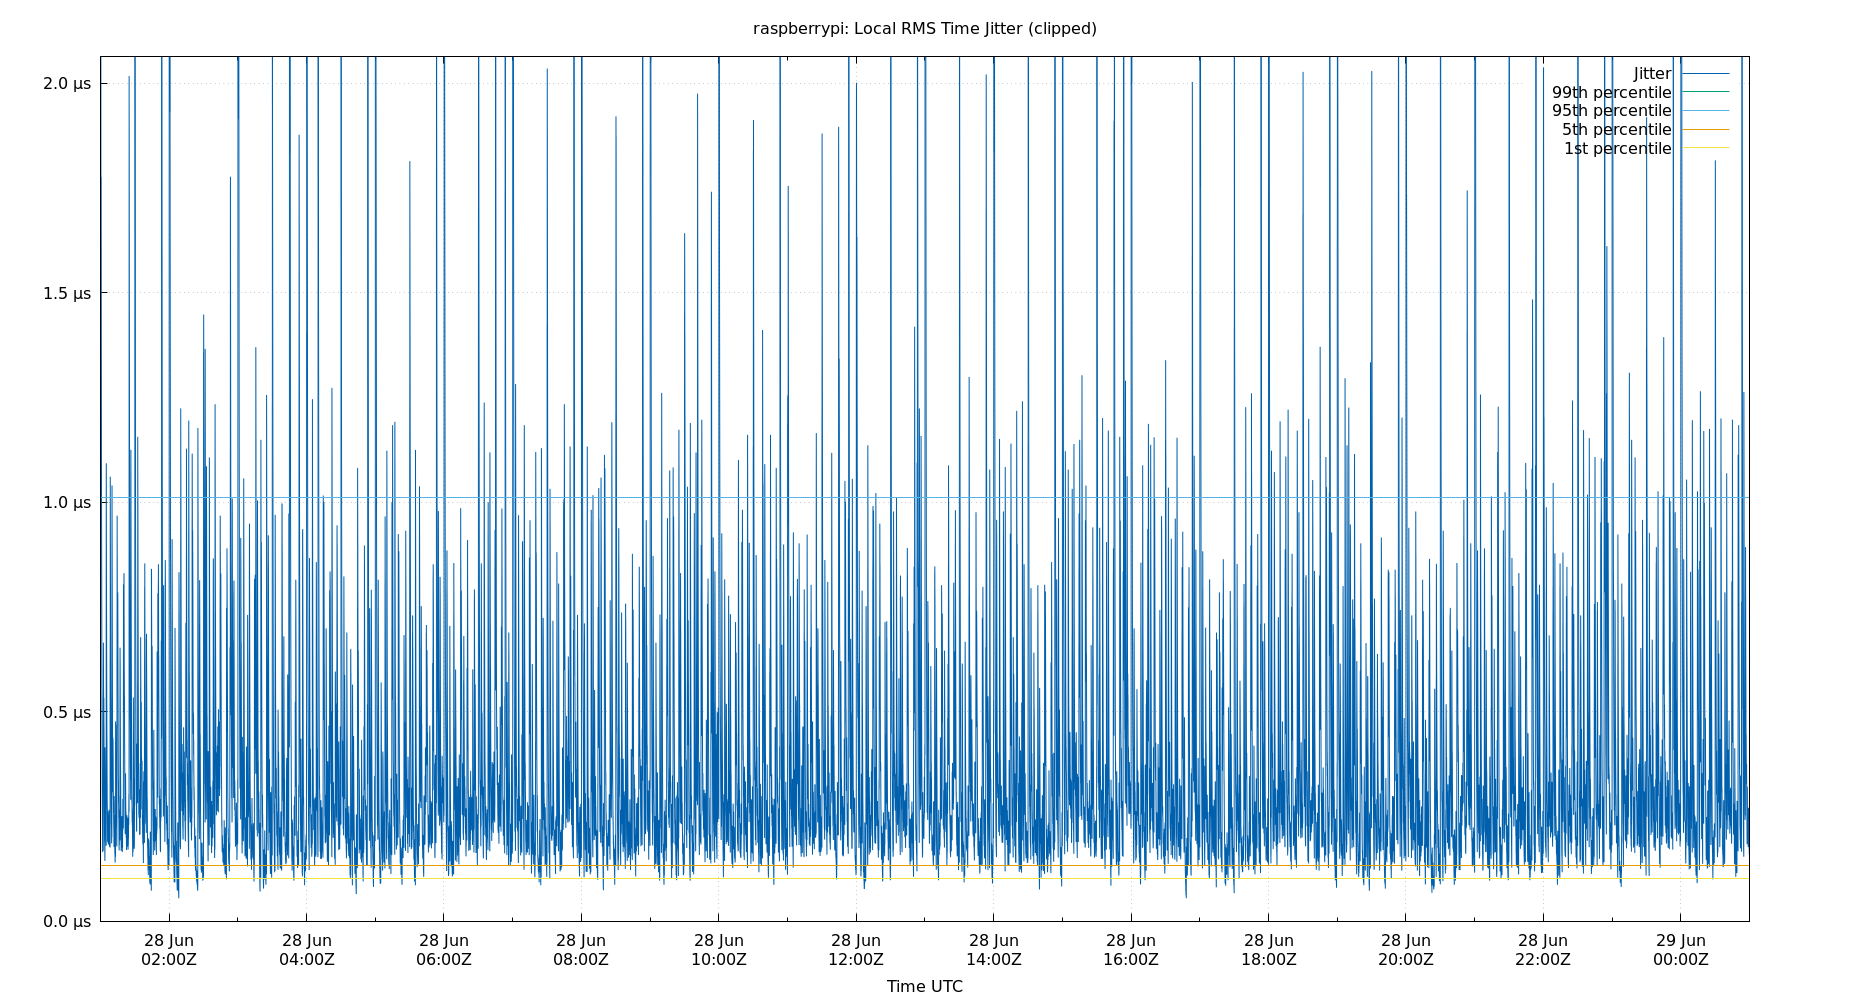 raspberrypi: Local RMS Time Jitter (clipped)
2.0 μs
1.5 μs
1.0 μs
0.5 μs
0.0 μs
Jitter
99th percentile
95th percentile
5th percentile
1st percentile
28 Jun 28 Jun 28 Jun 28 Jun 28 Jun 28 Jun 28 Jun 28 Jun 28 Jun 28 Jun 28 Jun 29 Jun
02:00Z 04:00Z 06:00Z 08:00Z 10:00Z 12:00Z 14:00Z 16:00Z 18:00Z 20:00Z 22:00Z 00:00Z
Time UTC